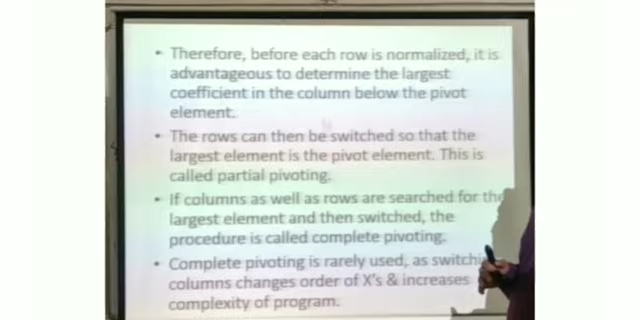 • Therefore, before each row is normalized, it is
advantageous to determine the largest
coefficient in the column below the pivot
element.
• The rows can then be switched so that the
largest element is the pivot element. This is
called partial pivoting.
• If columns as well as rows are searched for the
largest element and then switched, the
procedure is called complete pivoting.
• Complete pivoting is rarely used, as switchi
columns changes order of X's & increases
complexity of program.